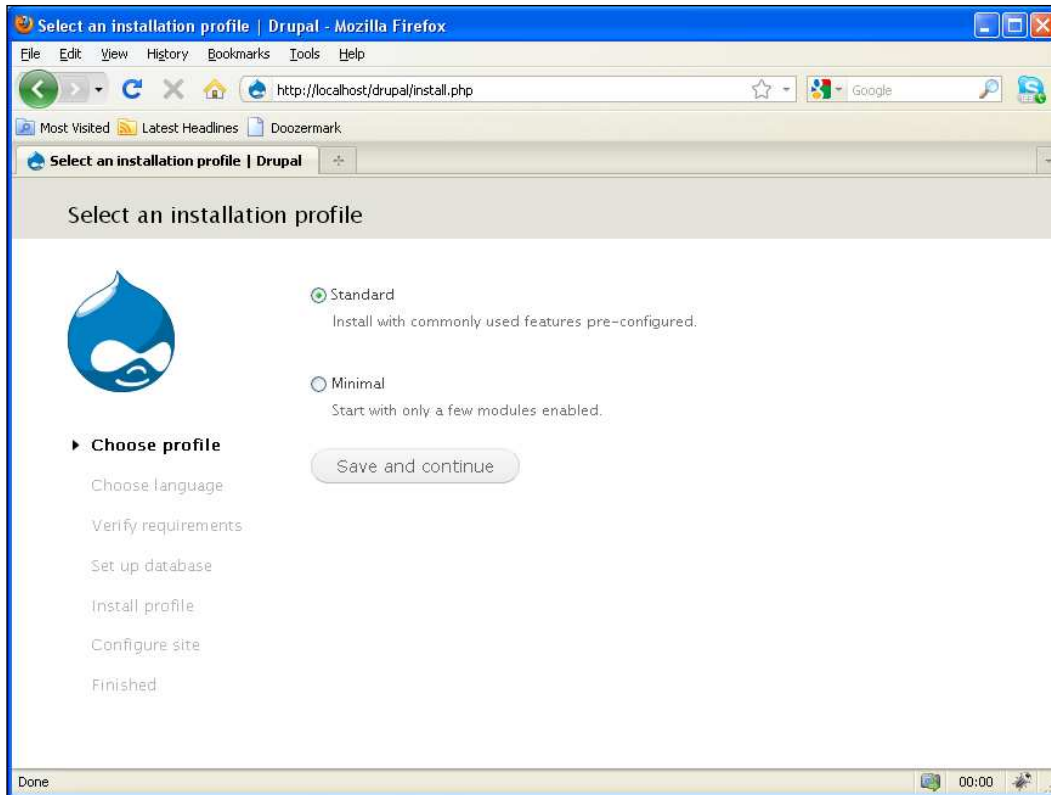 Select an installation profile | Drupal - Mozilla Firefox
File Edit View History Bookmarks Tools Help
http://localhost/drupal/install.php
Google
Most Visited Latest Headlines Doozermark
Select an installation profile | Drupal
Select an installation profile
Standard
Install with commonly used features pre-configured.
Minimal
Start with only a few modules enabled.
Save and continue
Choose profile
Choose language
Verify requirements
Set up database
Install profile
Configure site
Finished
Done
00:00